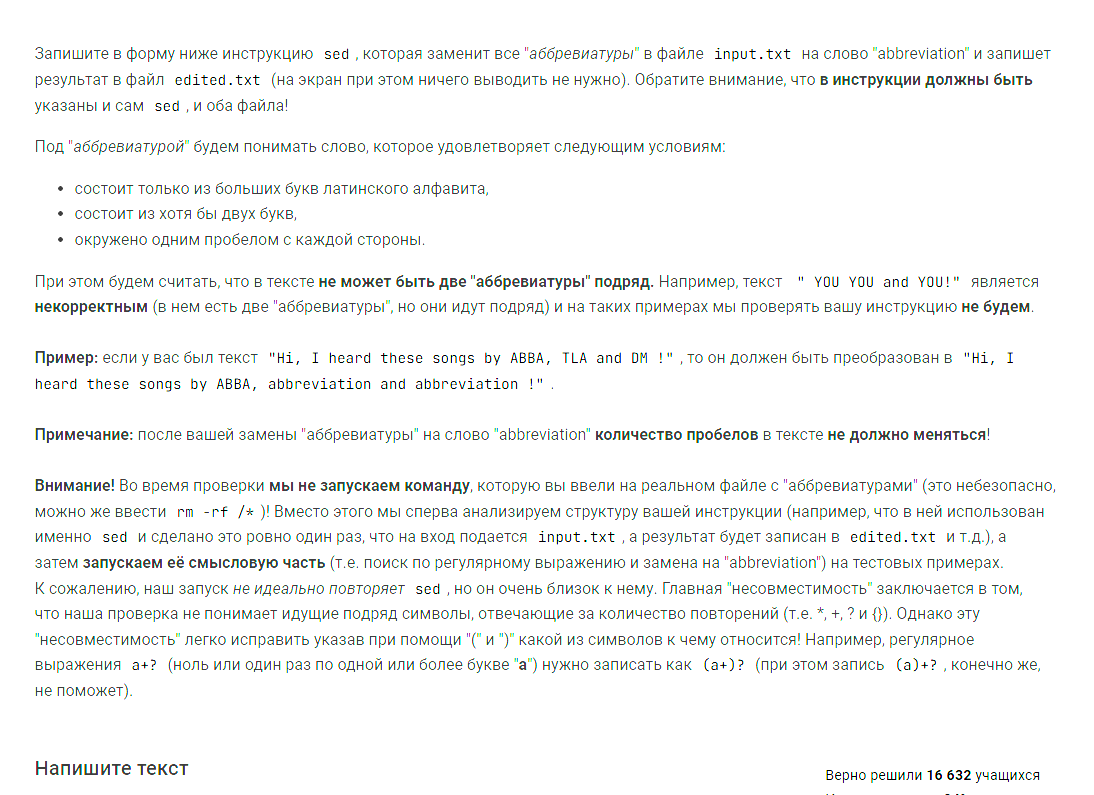 Запишите в форму ниже инструкцию sed , которая заменит все "аббревиатуры" в файле input.txt на слово "abbreviation" и запишет
результат в файл edited.txt (на экран при этом ничего выводить не нужно). Обратите внимание, что в инструкции должны быть
указаны и сам sed , и оба файла!
Под "аббревиатурой" будем понимать слово, которое удовлетворяет следующим условиям:
• состоит только из больших букв латинского алфавита,
• состоит из хотя бы двух букв,
• окружено одним пробелом с каждой стороны.
При этом будем считать, что в тексте не может быть две "аббревиатуры" подряд. Например, текст " YOU YOU and YOU!" является
некорректным (в нем есть две "аббревиатуры", но они идут подряд) и на таких примерах мы проверять вашу инструкцию не будем.
Пример: если у вас был текст "Hi, I heard these songs by ABBA, TLA and DM !" , то он должен быть преобразован в "Hi, I
heard these songs by ABBA, abbreviation and abbreviation !" .
Примечание: после вашей замены "аббревиатуры" на слово "abbreviation" количество пробелов в тексте не должно меняться!
Внимание! Во время проверки мы не запускаем команду, которую вы ввели на реальном файле с "аббревиатурами" (это небезопасно,
можно же ввести rm -rf /* )! Вместо этого мы сперва анализируем структуру вашей инструкции (например, что в ней использован
именно sed и сделано это ровно один раз, что на вход подается input.txt , а результат будет записан в edited.txt и т.д.), а
затем запускаем её смысловую часть (т.е. поиск по регулярному выражению и замена на "abbreviation") на тестовых примерах.
К сожалению, наш запуск не идеально повторяет sed , но он очень близок к нему. Главная "несовместимость" заключается в том,
что наша проверка не понимает идущие подряд символы, отвечающие за количество повторений (т.е. *, +, ? и {}). Однако эту
"несовместимость" легко исправить указав при помощи "(" и ")" какой из символов к чему относится! Например, регулярное
выражения a+? (ноль или один раз по одной или более букве "a") нужно записать как (a+)? (при этом запись (a)+? , конечно же,
не поможет).
Напишите текст
Верно решили 16 632 учащихся